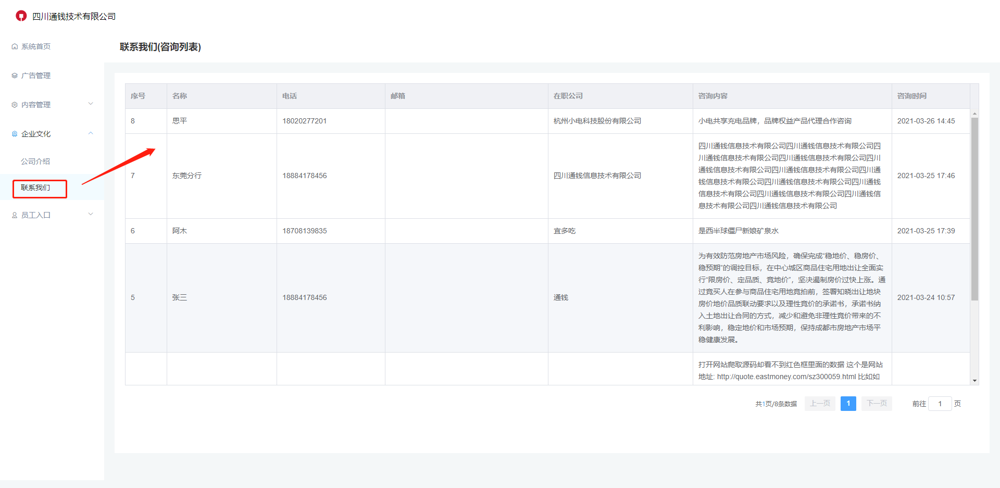 四川通钱技术有限公司
系统首页
广告管理
内容管理
企业文化
公司介绍
联系我们
员工入口
联系我们(咨询列表)
序号 名称 电话 邮箱 在职公司 咨询内容 咨询时间
8 思平 18020277201 杭州小电科技股份有限公司 小电共享充电品牌，品牌权益产品代理合作咨询 2021-03-26 14:45
四川通钱信息技术有限公司四川通钱信息技术有限公司四
川通钱信息技术有限公司四川通钱信息技术有限公司四川
通钱信息技术有限公司四川通钱信息技术有限公司四川通
7 东莞分行 18884178456 四川通钱信息技术有限公司 2021-03-25 17:46
钱信息技术有限公司四川通钱信息技术有限公司四川通钱
信息技术有限公司四川通钱信息技术有限公司四川通钱信
息技术有限公司四川通钱信息技术有限公司
6 阿木 18708139835 宜多吃 是西半球僵尸新娘矿泉水 2021-03-25 17:39
为有效防范房地产市场风险，确保完成“稳地价、稳房价、
稳预期”的调控目标，在中心城区商品住宅用地出让全面实
行“限房价、定品质、竞地价”，坚决遏制房价过快上涨。通
过竞买人在参与商品住宅用地竞拍前，签署知晓出让地块
5 张三 18884178456 通钱 房价地价品质联动要求以及理性竞价的承诺书，承诺书纳 2021-03-24 10:57
入土地出让合同的方式，减少和避免非理性竞价带来的不
利影响，稳定地价和市场预期，保持成都市房地产市场平
稳健康发展。
打开网站爬取源码却看不到红色框里面的数据 这个是网站
地址: http://quote.eastmoney.com/sz300059.html 比如如
共1页/8条数据 上一页 1 下一页 前往 1 页